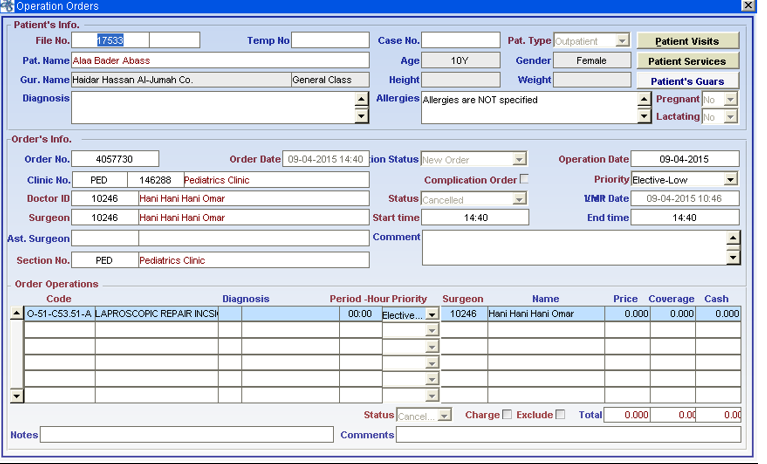 Operation Orders
Patient's Info.
File No. 17533 Temp No Case No. Pat. Type Outpatient Patient Visits
Pat. Name Alaa Bader Abass Age 10Y Gender Female Patient Services
Gur. Name Haidar Hassan Al-Jumah Co. General Class Height Weight Patient's Guars
Diagnosis Allergies Allergies are NOT specified Pregnant No
Lactating No
Order's Info.
Order No. 4057730 Order Date 09-04-2015 14:40 ion Status New Order Operation Date 09-04-2015
Clinic No. PED 146288 Pediatrics Clinic Complication Order Priority Elective-Low
Doctor ID 10246 Hani Hani Hani Omar Status Cancelled Date 09-04-2015 10:46
Surgeon 10246 Hani Hani Hani Omar Start time 14:40 End time 14:40
Ast. Surgeon Comment
Section No. PED Pediatrics Clinic
Order Operations
Code Diagnosis Period -Hour Priority Surgeon Name Price Coverage Cash
O-51-C53.51-A LAPROSCOPIC REPAIR INCSI 00:00 Elective... 10246 Hani Hani Hani Omar 0.000 0.000 0.000
Status Cancel... Charge Exclude Total 0.000 0.00 0.00
Notes Comments